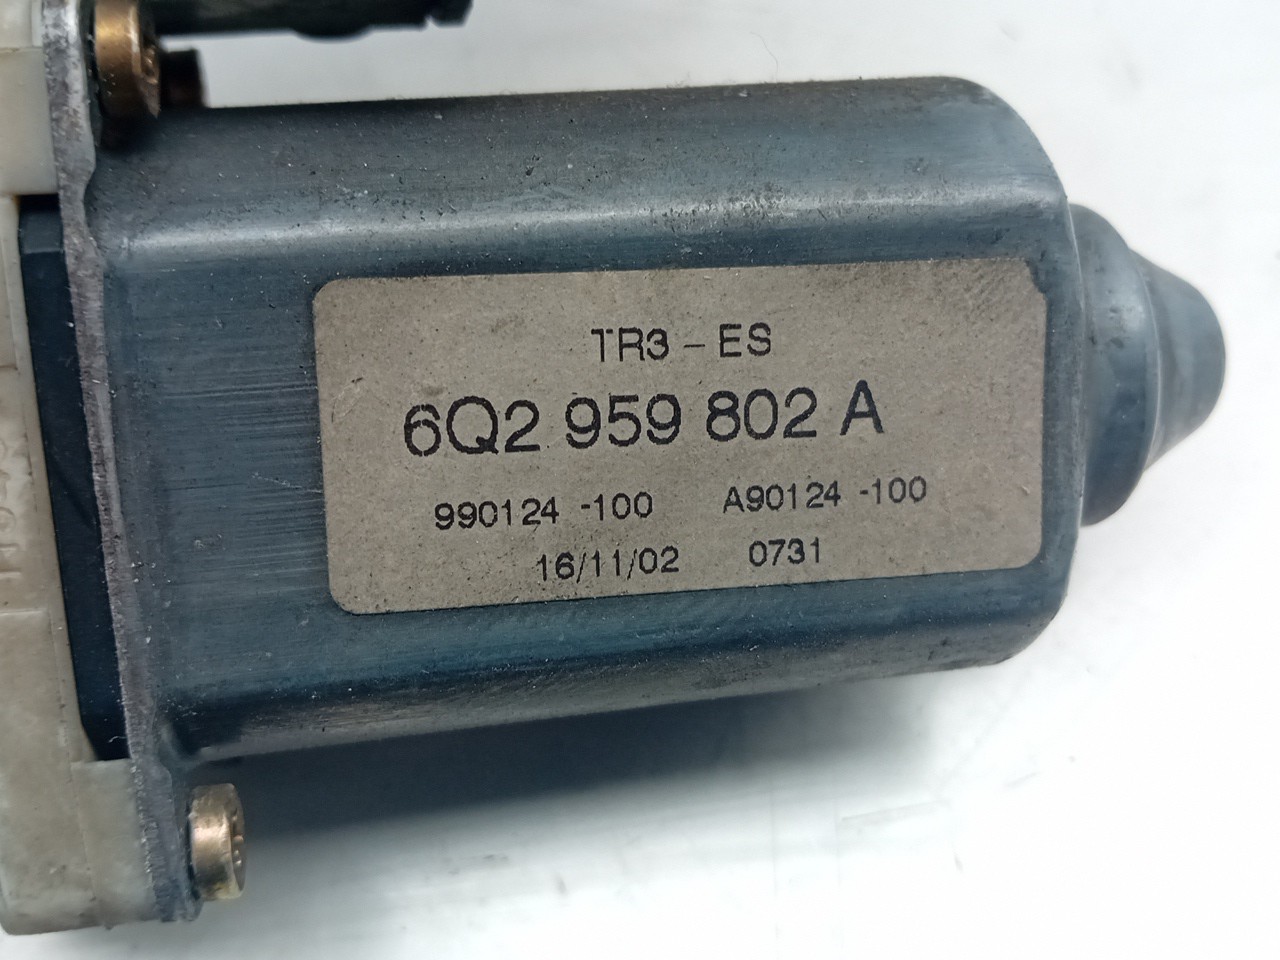 TR3 - ES
6Q2 959 802 A
990124 -100 A90124 -100
16/11/02 0731